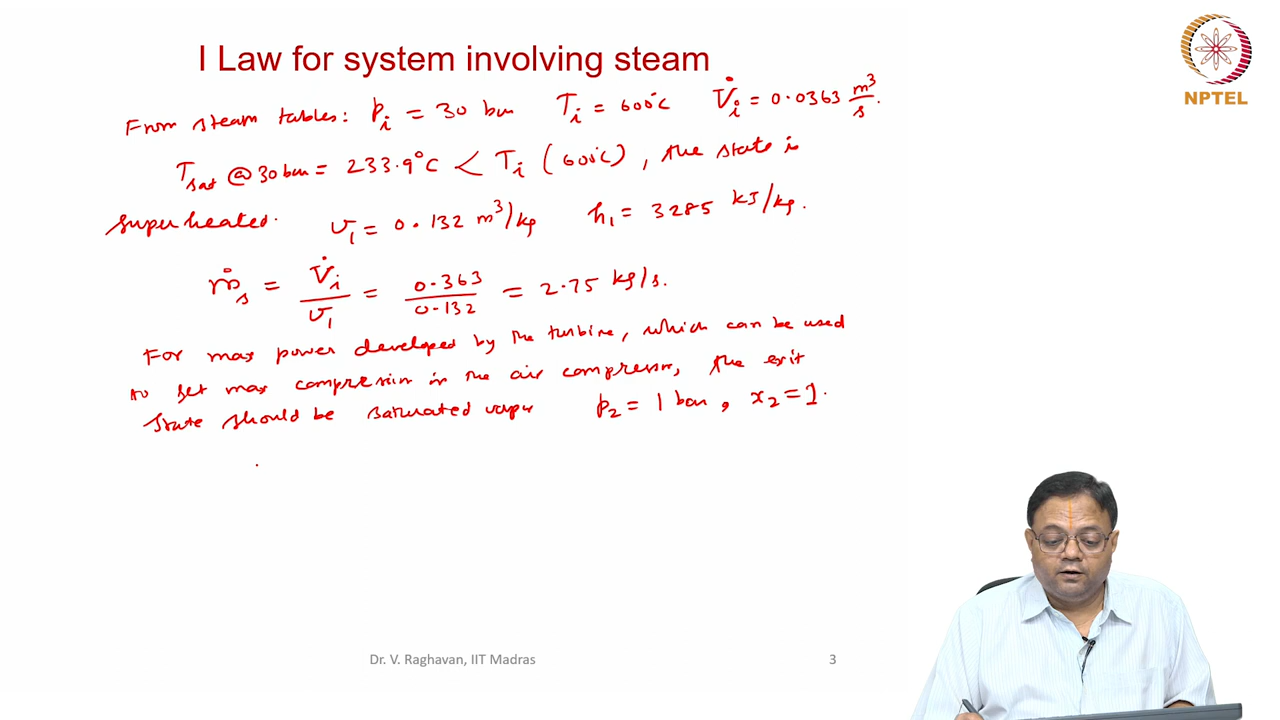 I Law for system involving steam
NPTEL
From steam tables: Pi = 30 bar Ti = 600°C V̇i = 0.0363 m³/s.
Tsat @ 30 bar = 233.9°C < Ti (600°C), the state is
superheated. v1 = 0.132 m³/kg h1 = 3285 kJ/kg.
ṁs = V̇i / v1 = 0.363 / 0.132 = 2.75 kg/s.
For max power developed by the turbine, which can be used
to get max compression in the air compressor, the exit
state should be saturated vapor P2 = 1 bar, x2 = 1.
Dr. V. Raghavan, IIT Madras 3